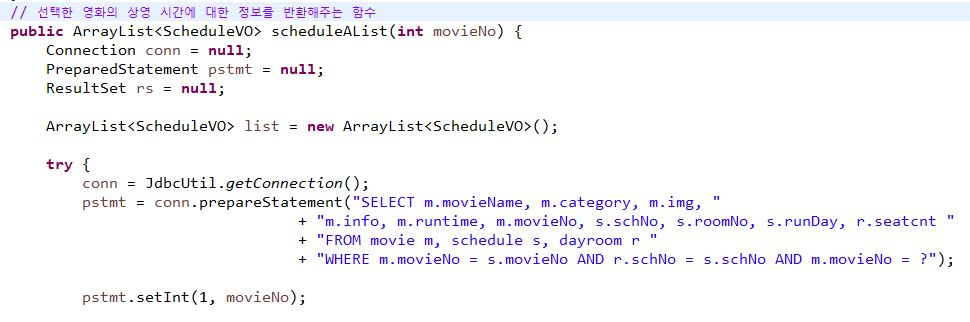 // 선택한 영화의 상영 시간에 대한 정보를 반환해주는 함수
public ArrayList<ScheduleVO> scheduleAList(int movieNo) {
Connection conn = null;
PreparedStatement pstmt = null;
ResultSet rs = null;
ArrayList<ScheduleVO> list = new ArrayList<ScheduleVO>();
try {
conn = JdbcUtil.getConnection();
pstmt = conn.prepareStatement("SELECT m.movieName, m.category, m.img, "
+ "m.info, m.runtime, m.movieNo, s.schNo, s.roomNo, s.runDay, r.seatcnt "
+ "FROM movie m, schedule s, dayroom r "
+ "WHERE m.movieNo = s.movieNo AND r.schNo = s.schNo AND m.movieNo = ?");
pstmt.setInt(1, movieNo);